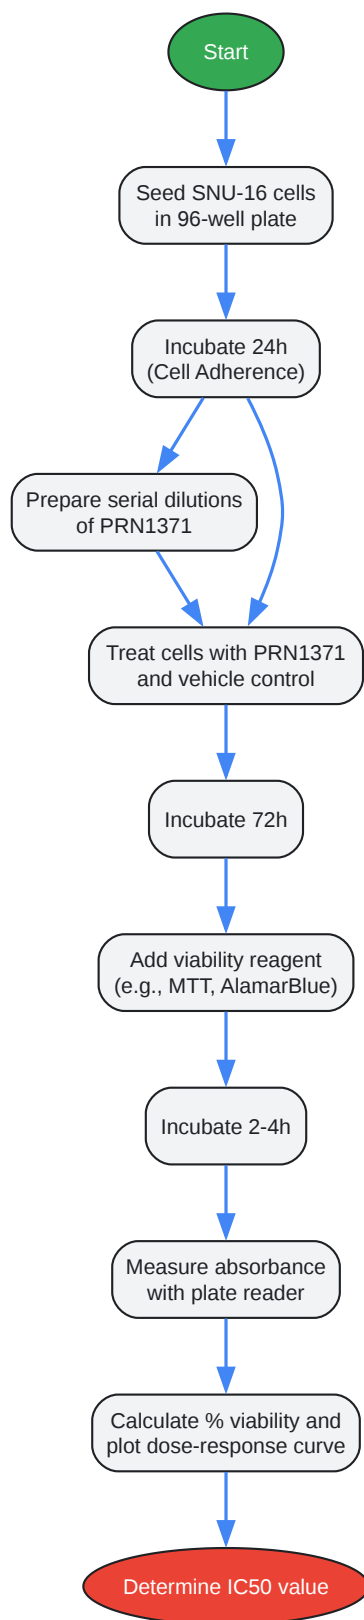 Start
Seed SNU-16 cells
in 96-well plate
Incubate 24h
(Cell Adherence)
Prepare serial dilutions
of PRN1371
Treat cells with PRN1371
and vehicle control
Incubate 72h
Add viability reagent
(e.g., MTT, AlamarBlue)
Incubate 2-4h
Measure absorbance
with plate reader
Calculate % viability and
plot dose-response curve
Determine IC50 value